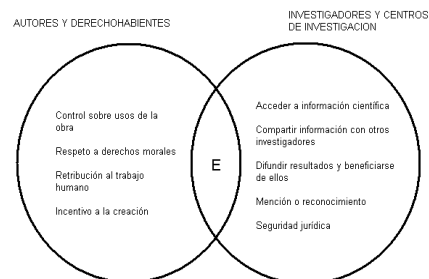 AUTORES Y DERECHOHABIENTES
INVESTIGADORES Y CENTROS
DE INVESTIGACION
Control sobre usos de la
obra
Respeto a derechos morales
Retribución al trabajo
humano
Incentivo a la creación
E
Acceder a información científica
Compartir información con otros
investigadores
Difundir resultados y beneficiarse
de ellos
Mención o reconocimiento
Seguridad jurídica